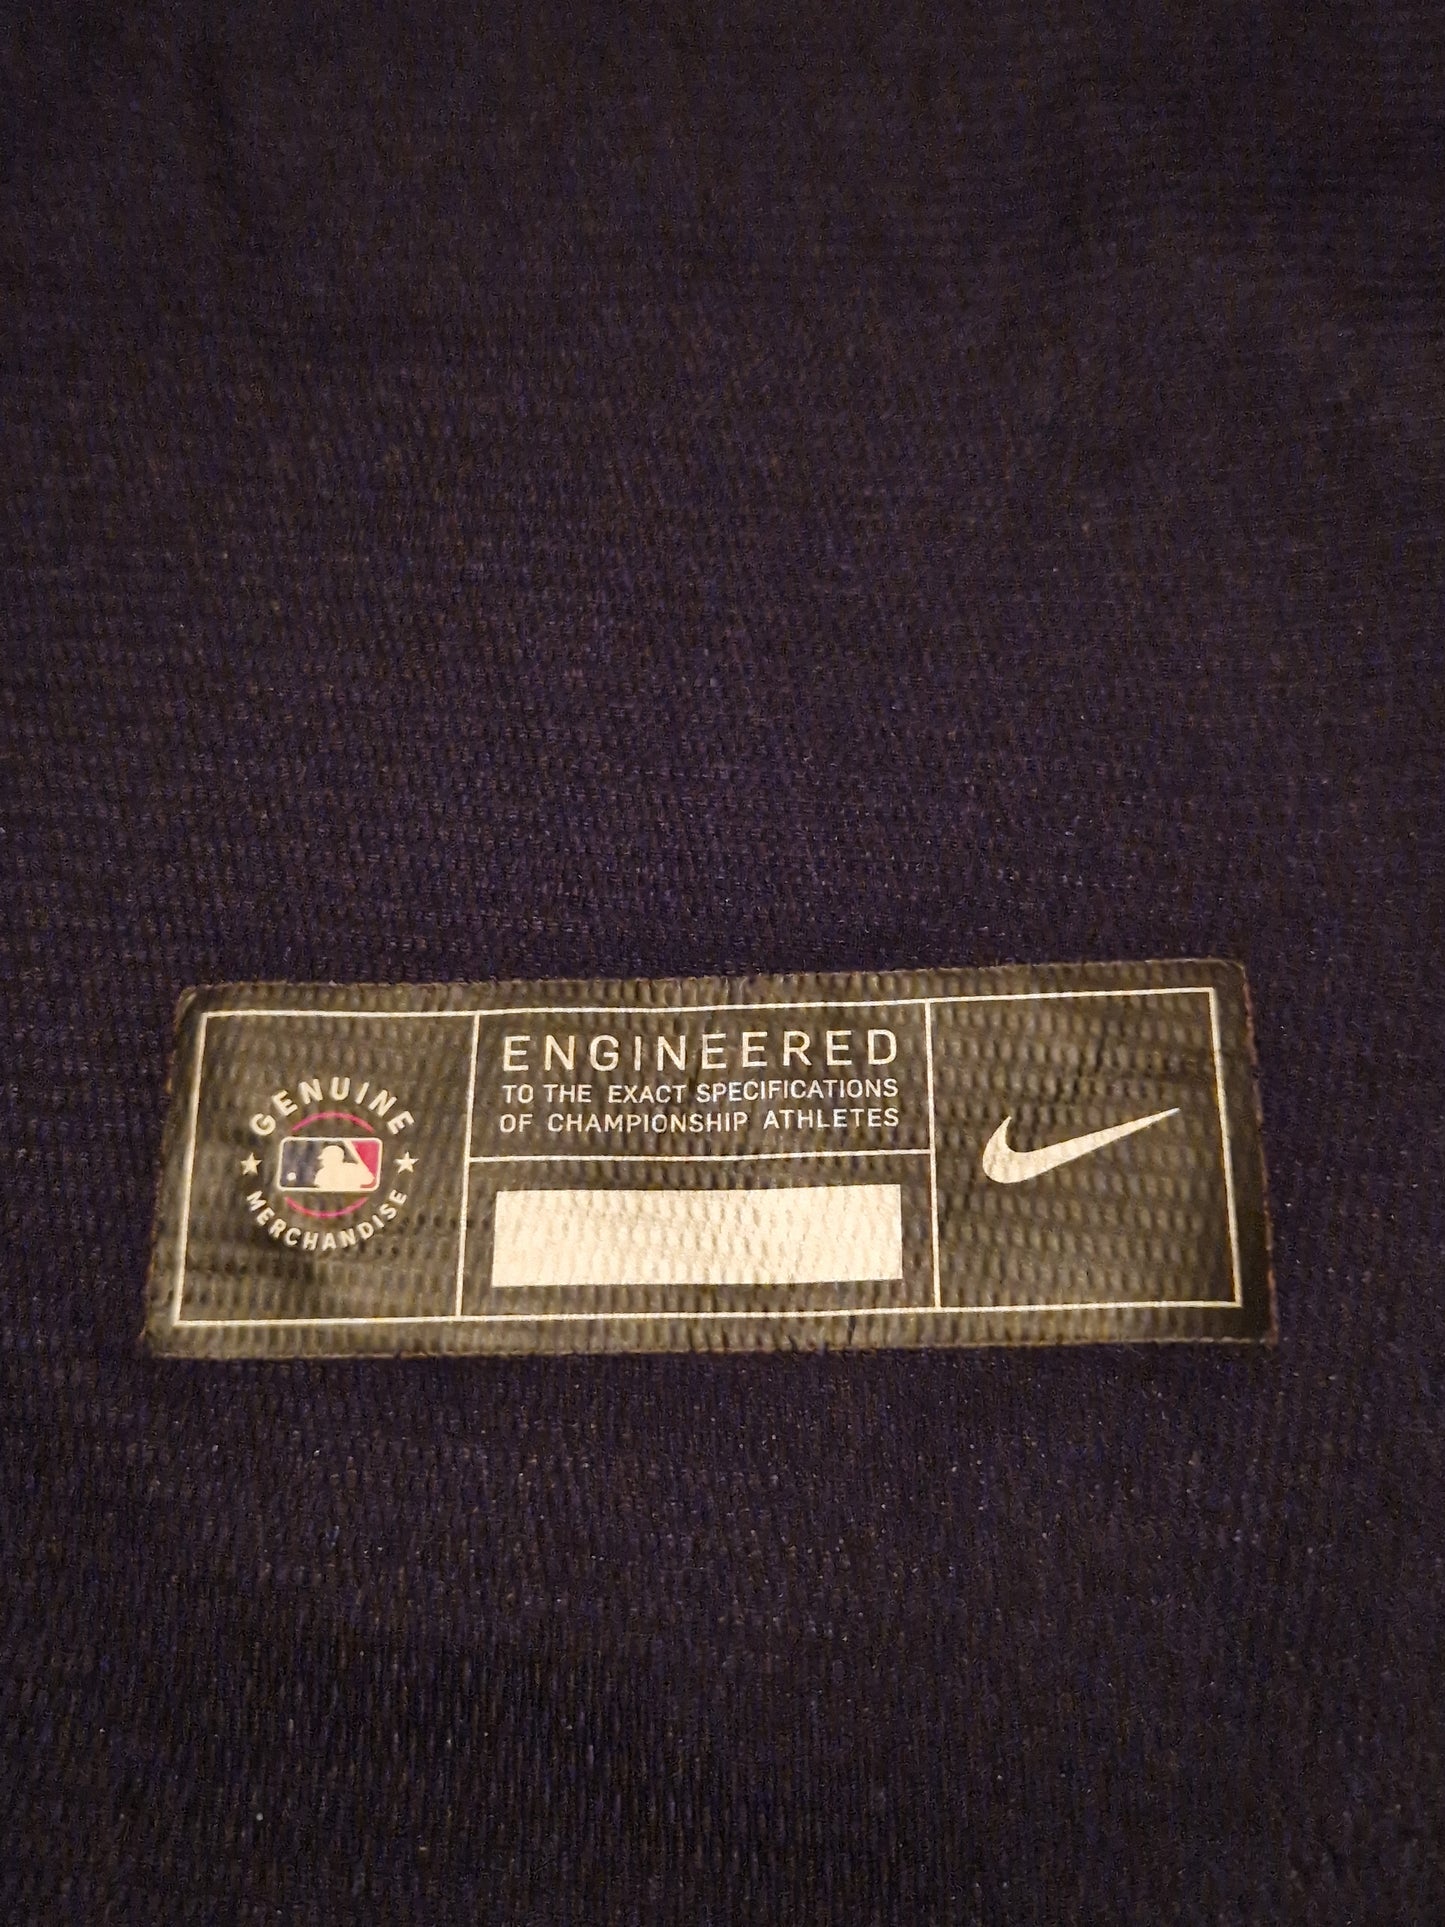 GENUINE
MERCHANDISE
ENGINEERED
TO THE EXACT SPECIFICATIONS
OF CHAMPIONSHIP ATHLETES